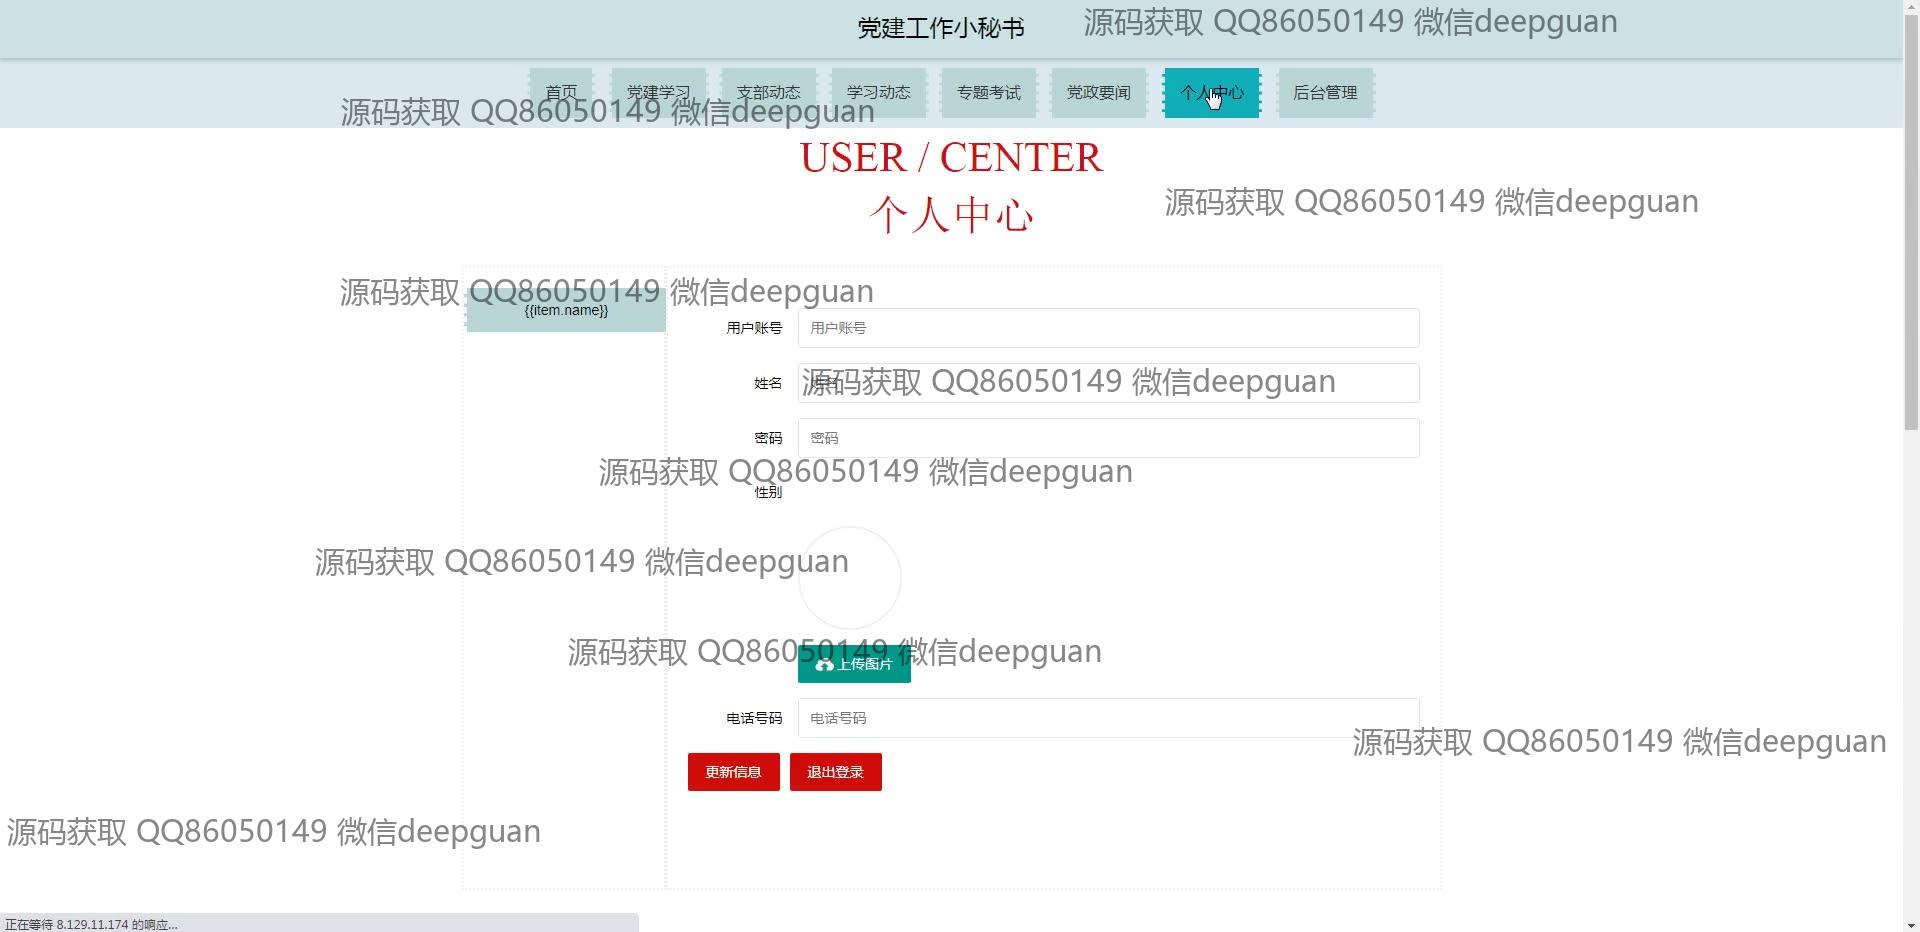 党建工作小秘书
源码获取 QQ86050149 微信deepguan
首页 党建学习 支部动态 学习动态 专题考试 党政要闻 个人中心 后台管理
源码获取 QQ86050149 微信deepguan
USER / CENTER
个人中心
源码获取 QQ86050149 微信deepguan
源码获取 QQ86050149 微信deepguan
{{item.name}}
用户账号 用户账号
姓名 姓名
源码获取 QQ86050149 微信deepguan
密码 密码
源码获取 QQ86050149 微信deepguan
性别
源码获取 QQ86050149 微信deepguan
源码获取 QQ86050149 微信deepguan
上传图片
电话号码 电话号码
源码获取 QQ86050149 微信deepguan
更新信息 退出登录
源码获取 QQ86050149 微信deepguan
正在等待 8.129.11.174 的响应...